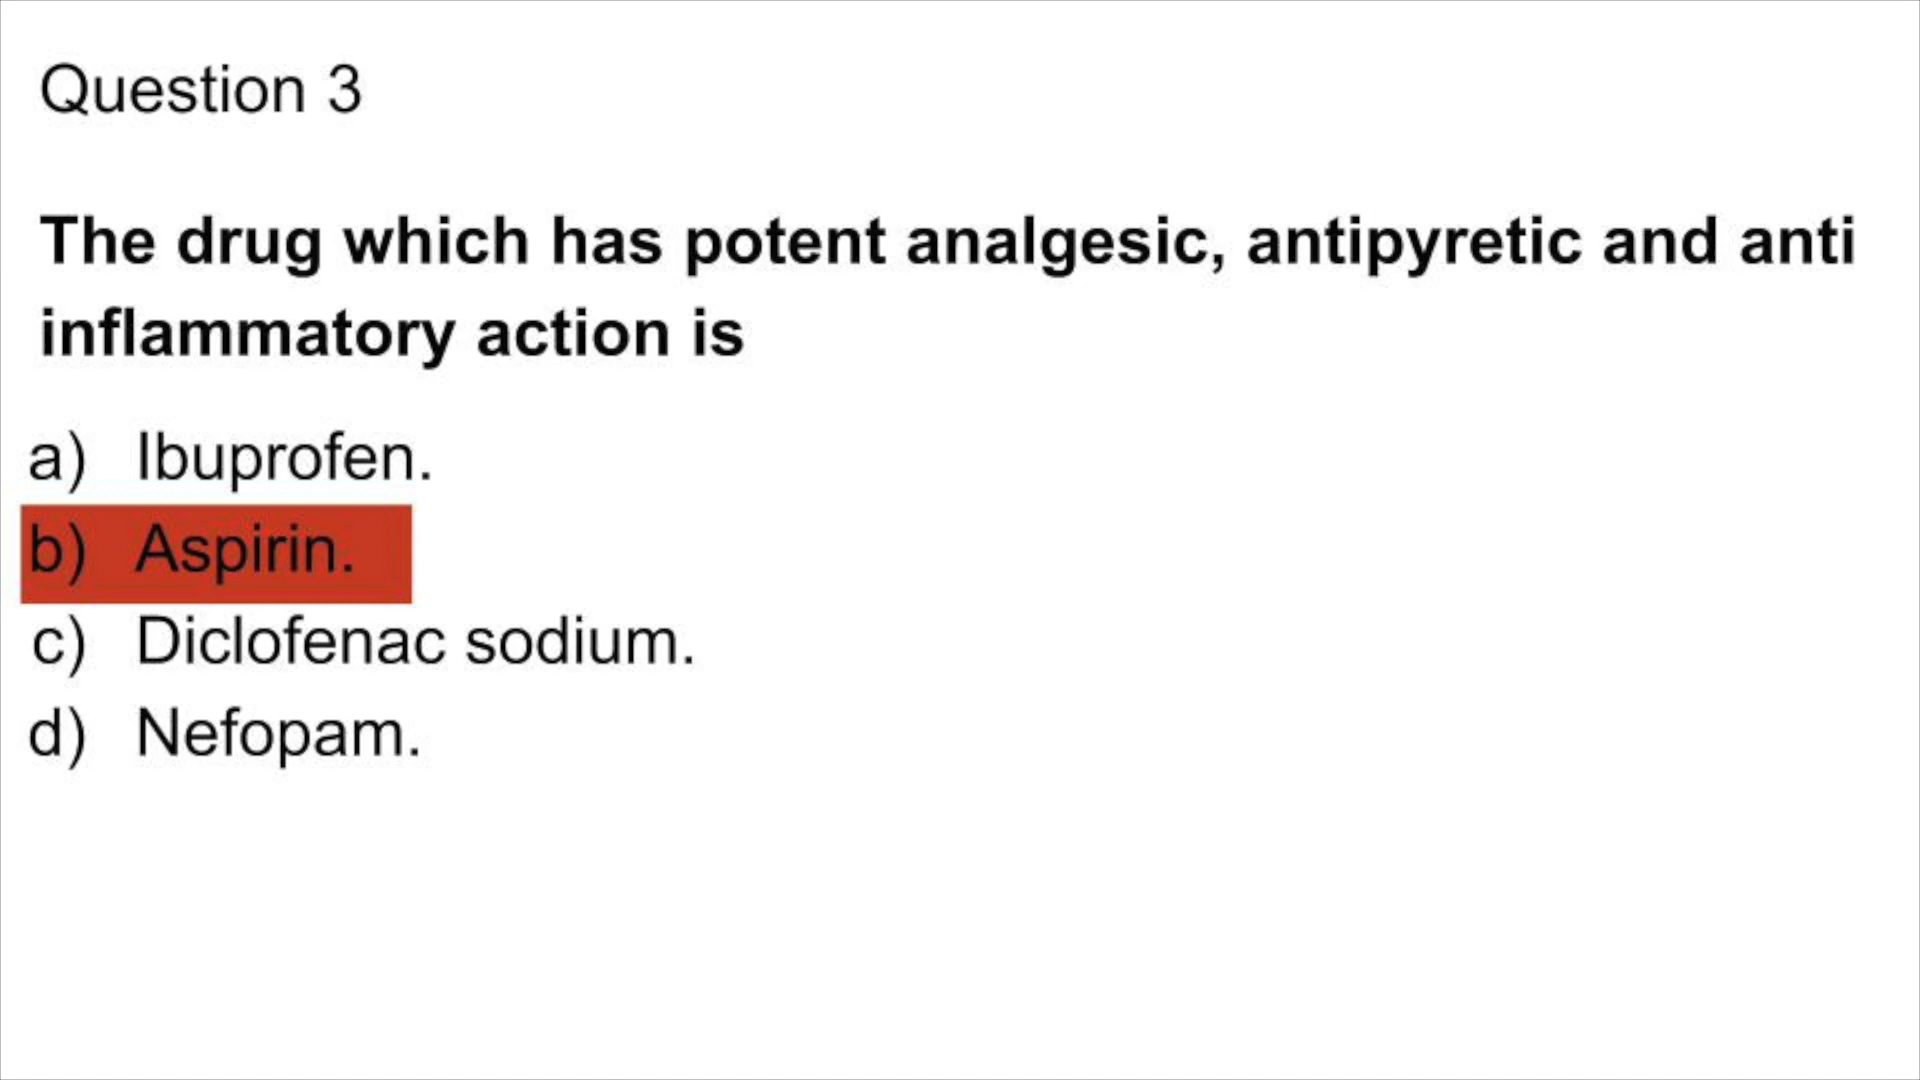 Question 3
The drug which has potent analgesic, antipyretic and anti
inflammatory action is
a) Ibuprofen.
b) Aspirin.
c) Diclofenac sodium.
d) Nefopam.